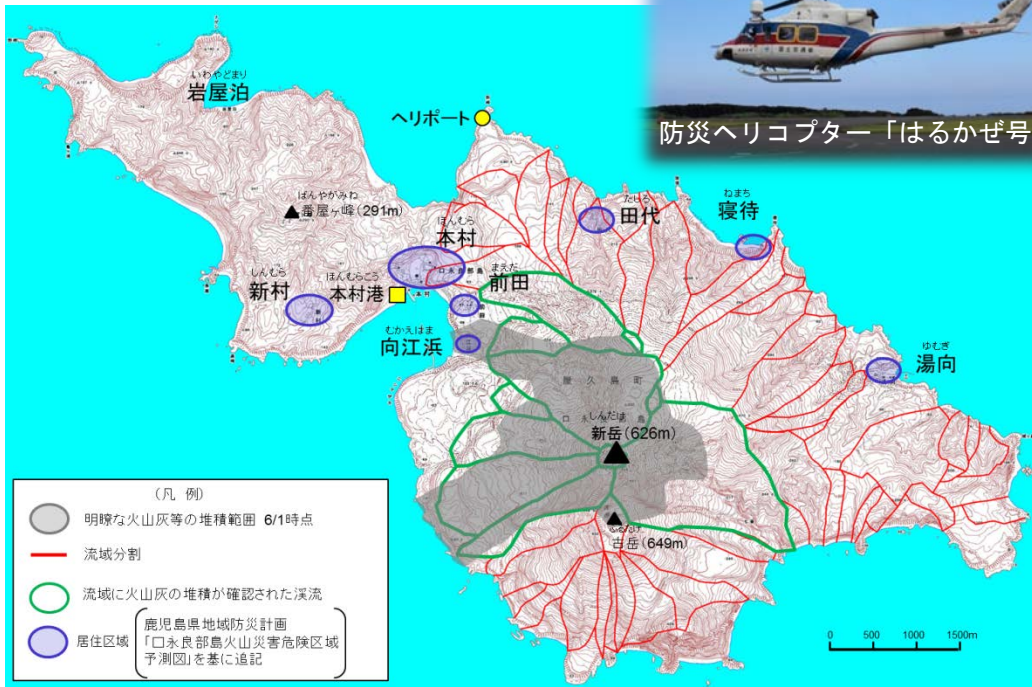 防災ヘリコプター「はるかぜ号
いわやどまり
岩屋泊
ヘリポート
ばんやがみね
番屋ヶ峰(291m)
ほんむら
本村
たしろ
田代
ねまち
寝待
しんむら
新村
ほんむらこう
本村港
まえだ
前田
むかえはま
向江浜
ゆむぎ
湯向
屋久島町
しんだけ
新岳(626m)
古岳(649m)
(凡 例)
明瞭な火山灰等の堆積範囲 6/1時点
流域分割
流域に火山灰の堆積が確認された渓流
居住区域
鹿児島県地域防災計画
「口永良部島火山災害危険区域
予測図」を基に追記
0 500 1000 1500m